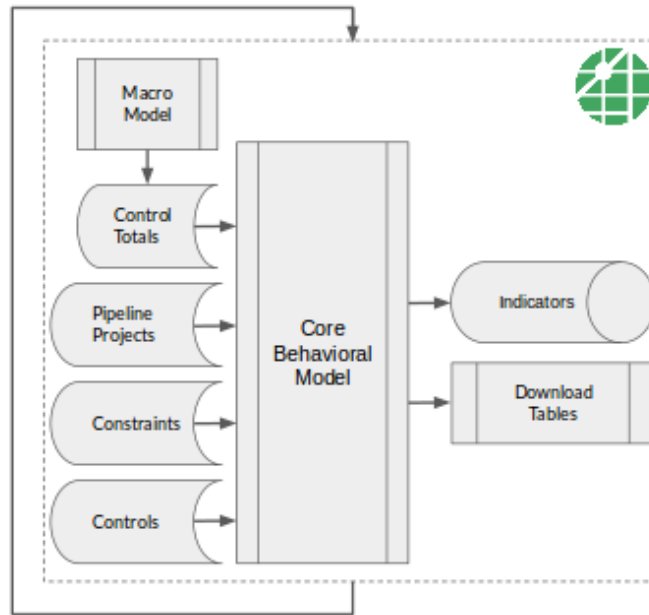 Macro
Model
Control
Totals
Pipeline
Projects
Constraints
Controls
Core
Behavioral
Model
Indicators
Download
Tables